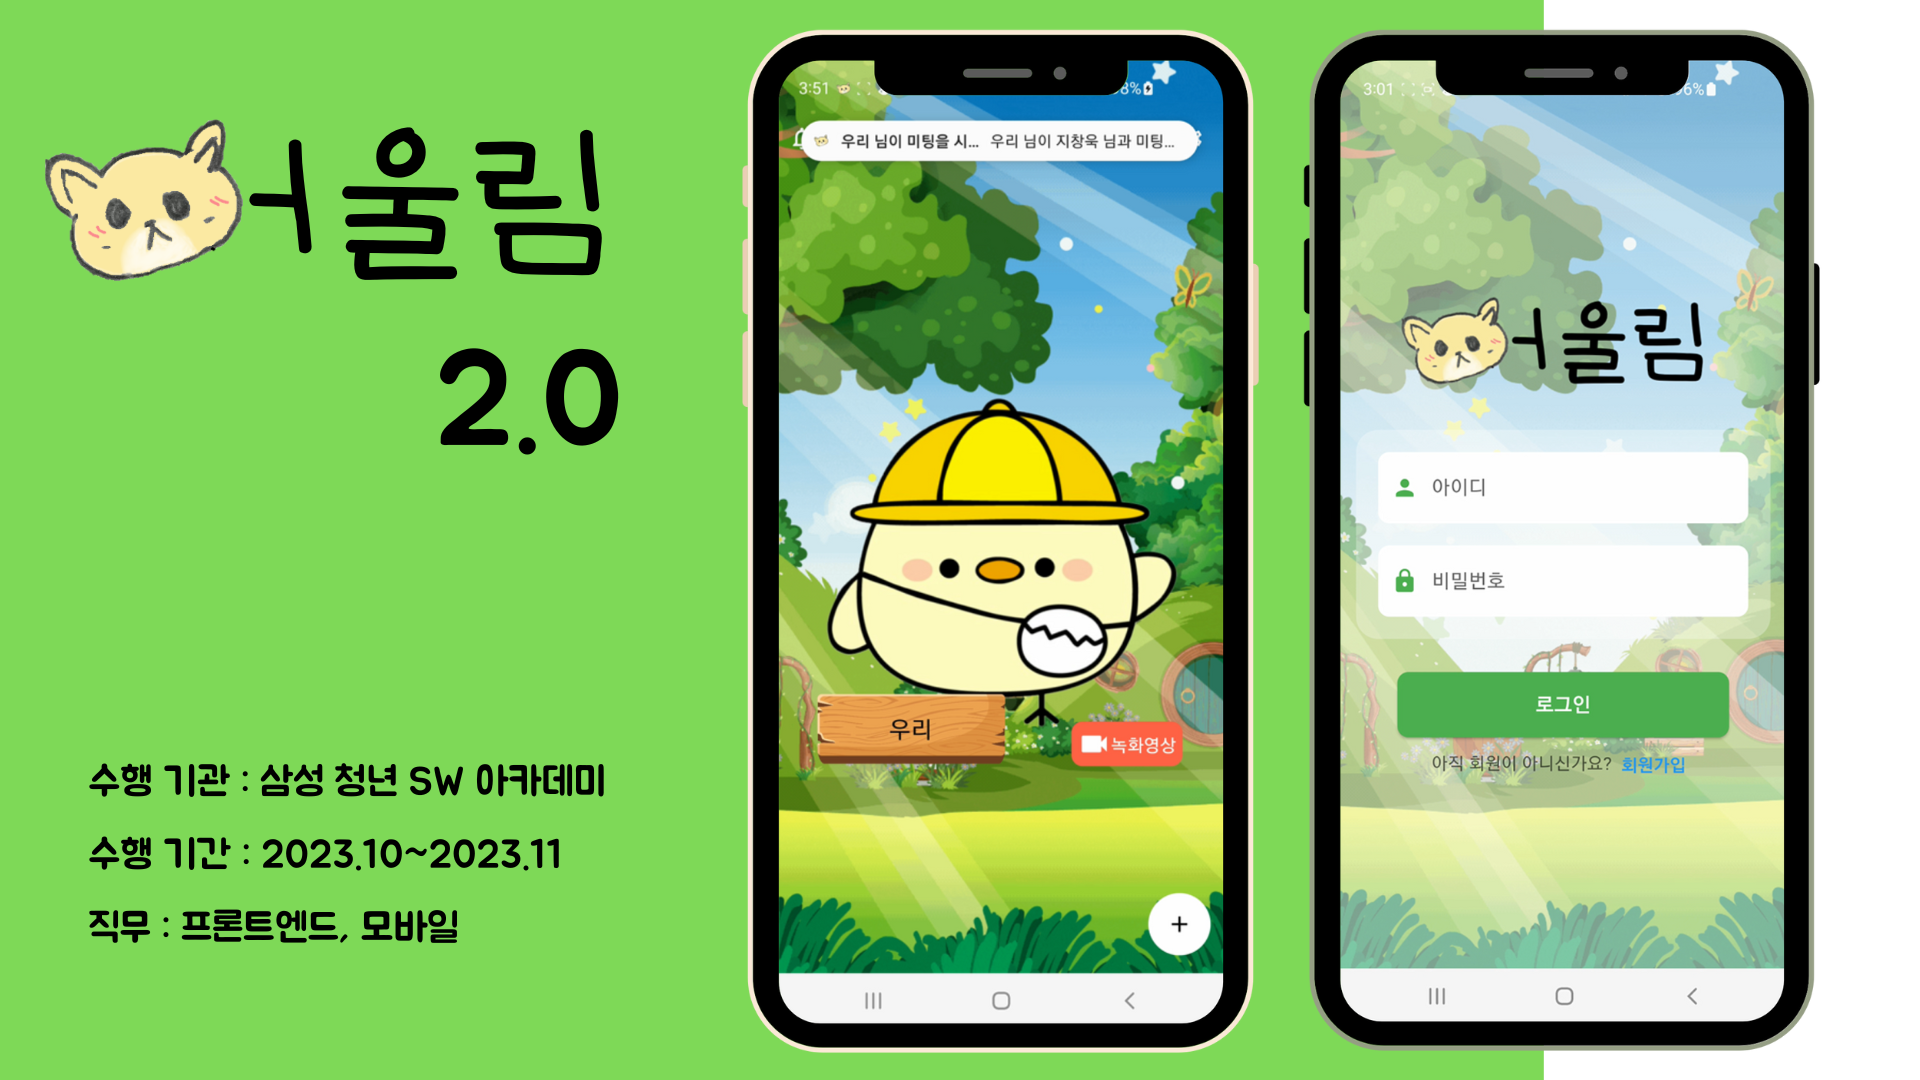 어울림
2.0
수행 기관 : 삼성 청년 SW 아카데미
수행 기간 : 2023.10~2023.11
직무 : 프론트엔드, 모바일
3:51
8%
우리 님이 미팅을 시... 우리 님이 지창욱 님과 미팅...
우리
녹화영상
+
3:01
6%
어울림
아이디
비밀번호
로그인
아직 회원이 아니신가요? 회원가입